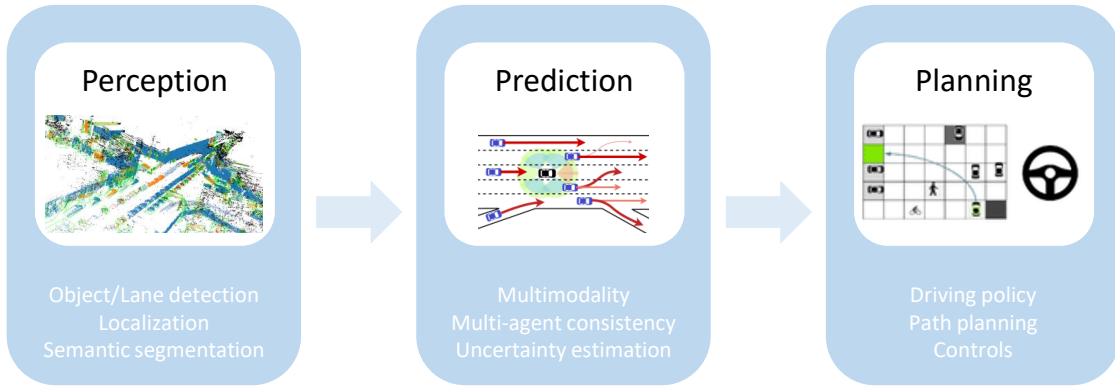 Perception
Object/Lane detection
Localization
Semantic segmentation
Prediction
Multimodality
Multi-agent consistency
Uncertainty estimation
Planning
Driving policy
Path planning
Controls